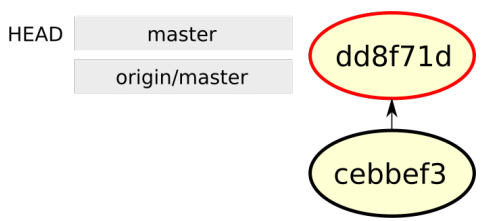 HEAD master
origin/master
dd8f71d
cebbef3